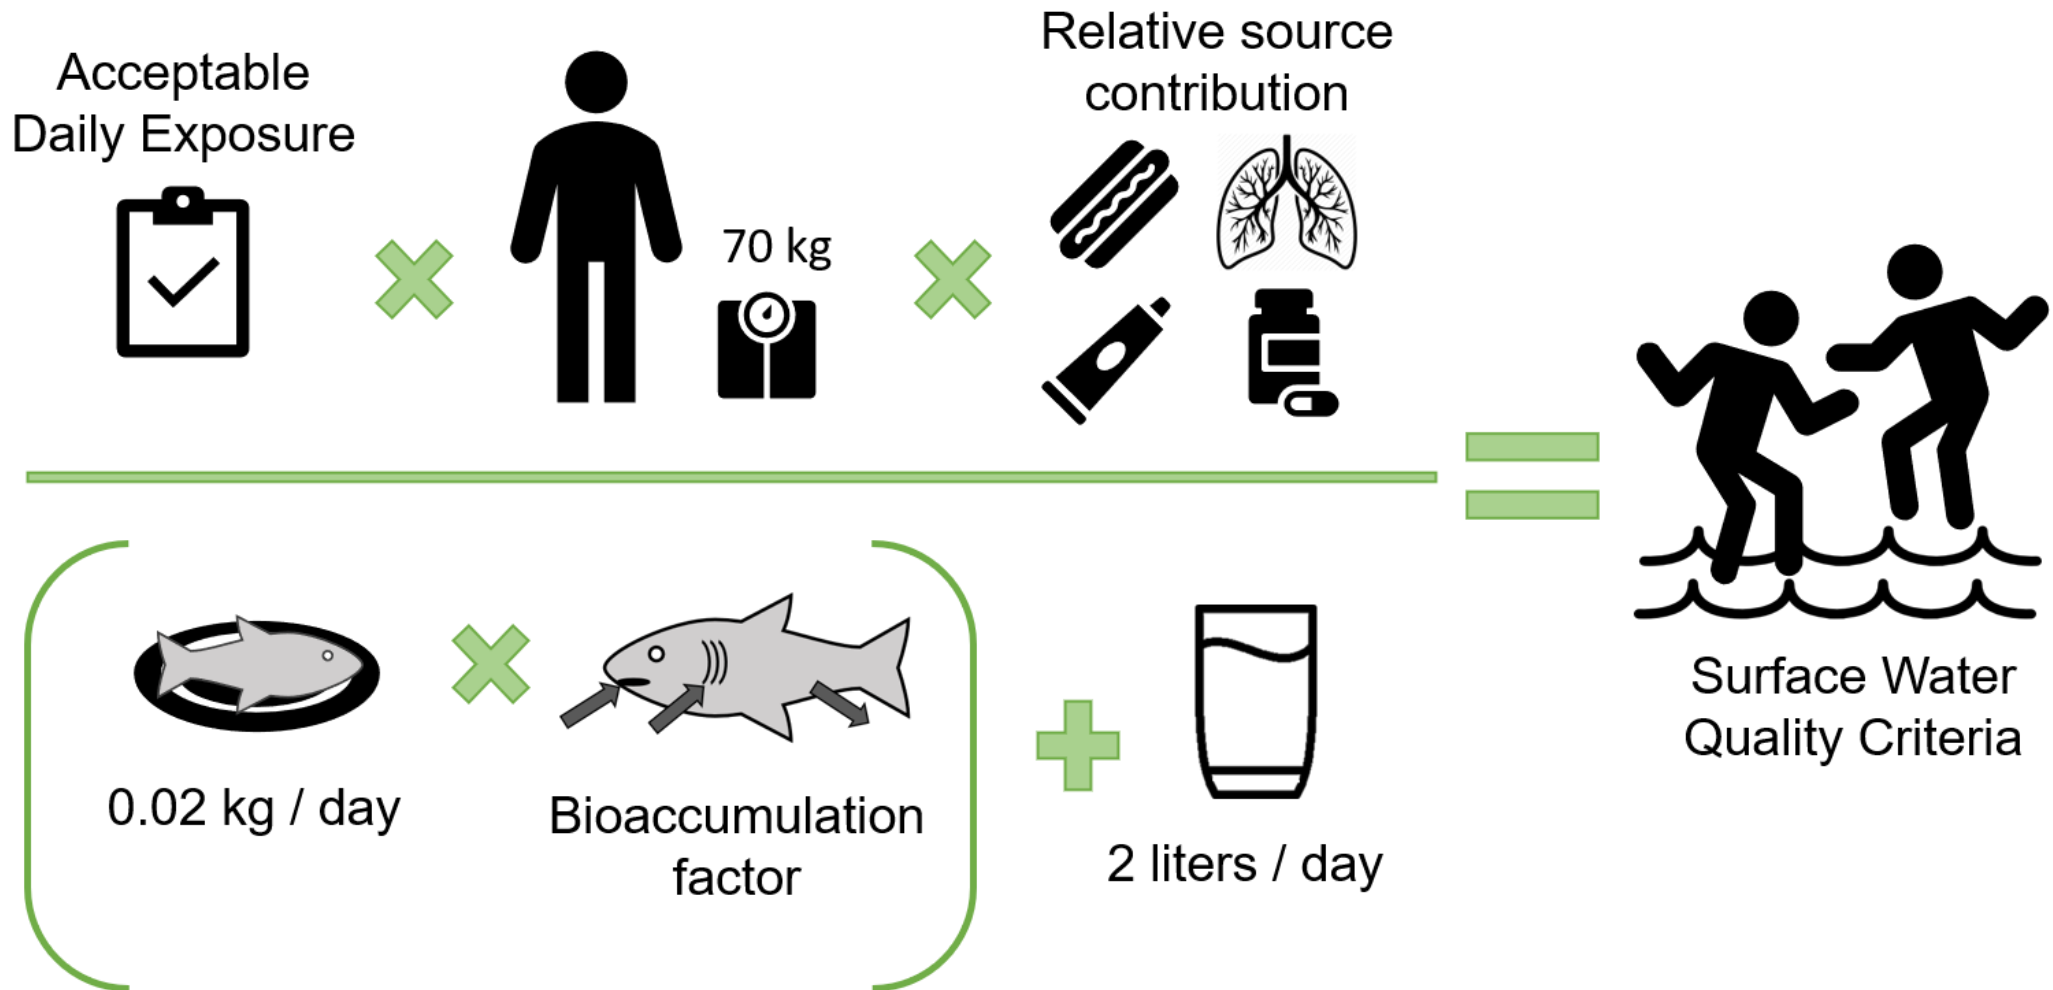 Acceptable
Daily Exposure
70 kg
Relative source
contribution
0.02 kg / day
Bioaccumulation
factor
2 liters / day
Surface Water
Quality Criteria